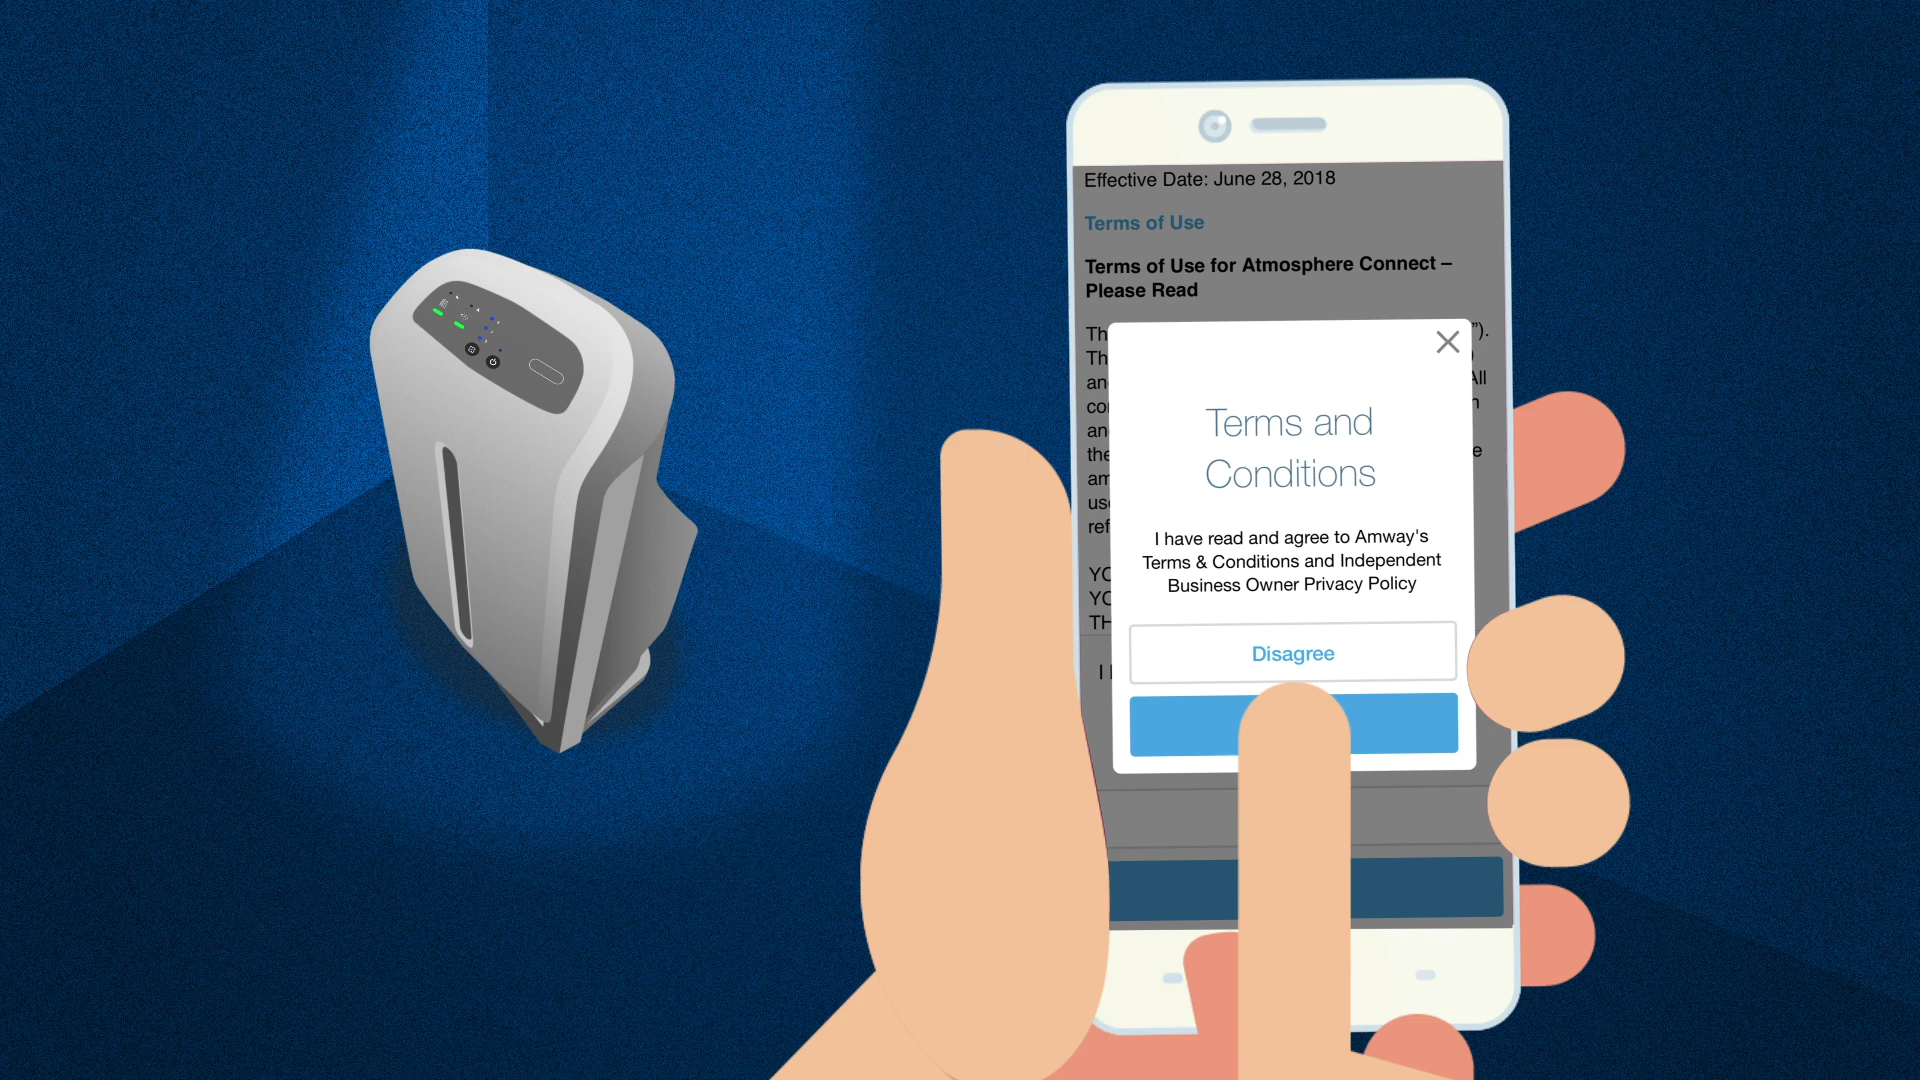 Effective Date: June 28, 2018
Terms of Use
Terms of Use for Atmosphere Connect –
Please Read
Terms and
Conditions
I have read and agree to Amway's
Terms & Conditions and Independent
Business Owner Privacy Policy
Disagree